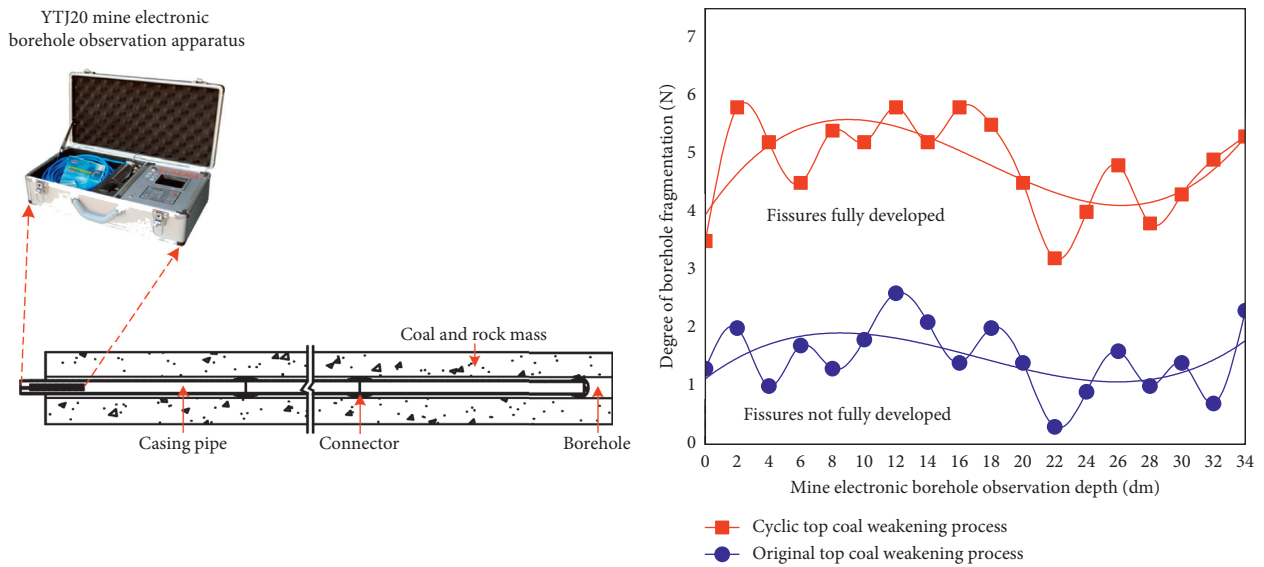 YTJ20 mine electronic
borehole observation apparatus
Coal and rock mass
Casing pipe
Connector
Borehole
Degree of borehole fragmentation (N)
7
6
5
4
3
2
1
0
Fissures fully developed
Fissures not fully developed
0 2 4 6 8 10 12 14 16 18 20 22 24 26 28 30 32 34
Mine electronic borehole observation depth (dm)
Cyclic top coal weakening process
Original top coal weakening process